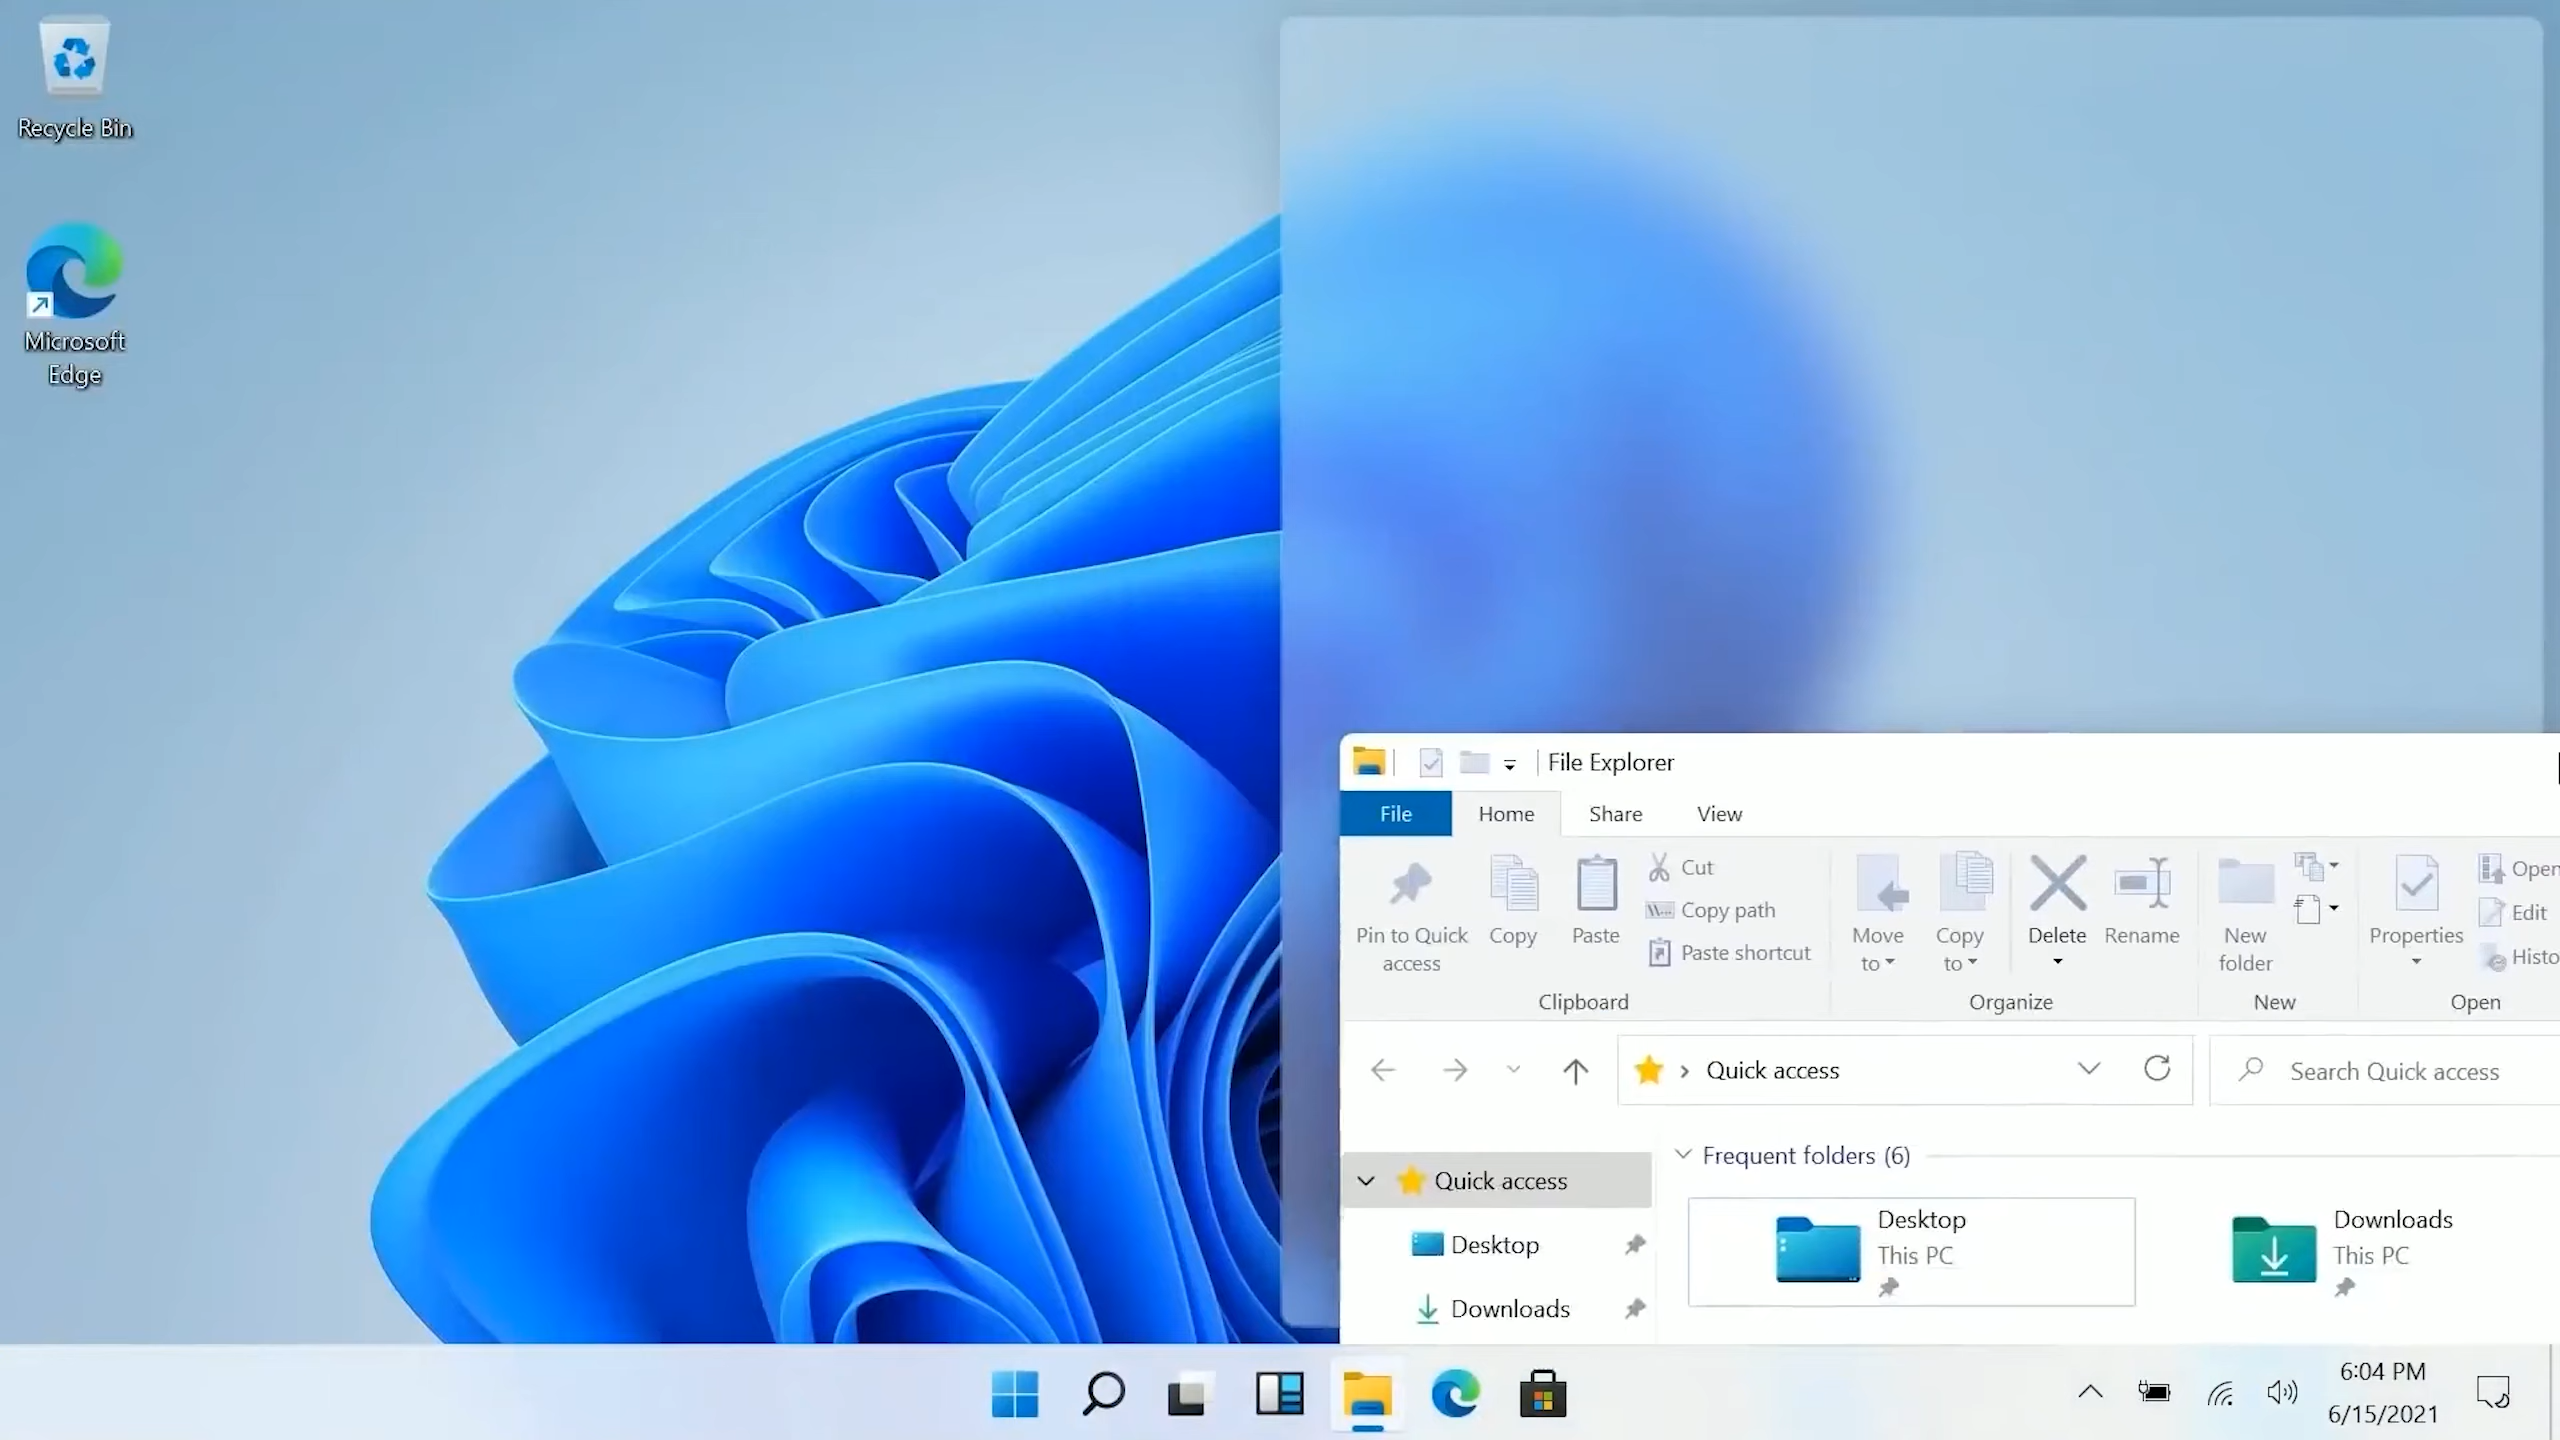 Recycle Bin
Microsoft
Edge
File Explorer
File Home Share View
Pin to Quick
access
Copy
Paste
Cut
Copy path
Paste shortcut
Clipboard
Move
to
Copy
to
Delete
Rename
Organize
New
folder
New
Properties
Open
Edit
Histo
Open
Quick access
Search Quick access
Quick access
Desktop
Downloads
Frequent folders (6)
Desktop
This PC
Downloads
This PC
6:04 PM
6/15/2021